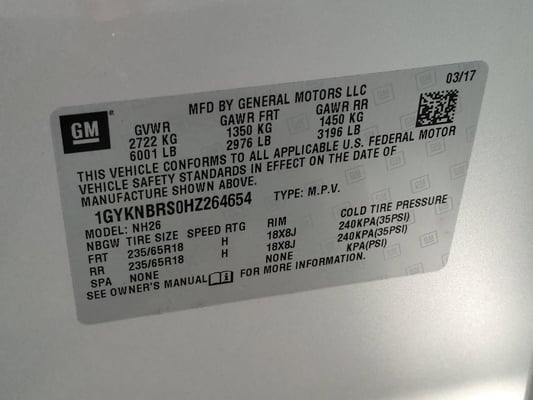 MFD BY GENERAL MOTORS LLC 03/17
GM
GVWR GAWR FRT GAWR RR
2722 KG 1350 KG 1450 KG
6001 LB 2976 LB 3196 LB
THIS VEHICLE CONFORMS TO ALL APPLICABLE U.S. FEDERAL MOTOR
VEHICLE SAFETY STANDARDS IN EFFECT ON THE DATE OF
MANUFACTURE SHOWN ABOVE.
1GYKNBRS0HZ264654 TYPE: M.P.V.
MODEL: NH26
NBGW TIRE SIZE SPEED RTG RIM COLD TIRE PRESSURE
FRT 235/65R18 H 18X8J 240KPA(35PSI)
RR 235/65R18 H 18X8J 240KPA(35PSI)
SPA NONE NONE KPA(PSI)
SEE OWNER'S MANUAL FOR MORE INFORMATION.